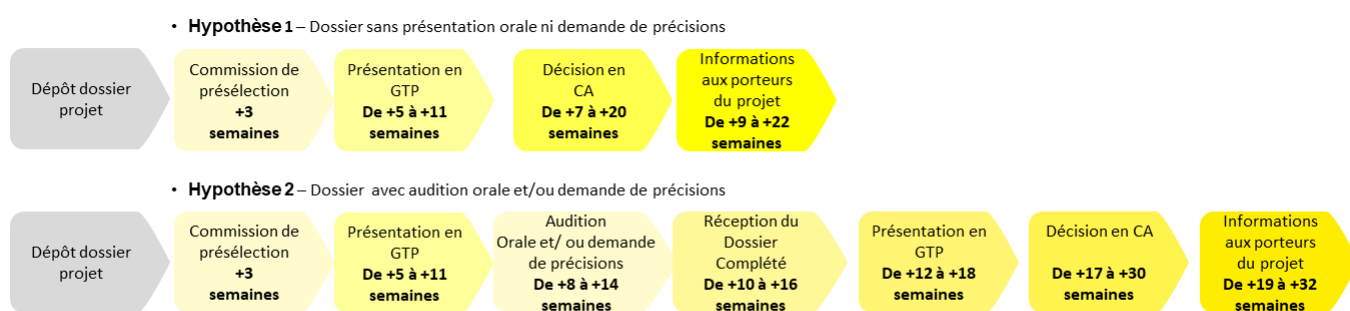 • Hypothèse 1 – Dossier sans présentation orale ni demande de précisions
Dépôt dossier
projet
Commission de
présélection
+3
semaines
Présentation en
GTP
De +5 à +11
semaines
Décision en
CA
De +7 à +20
semaines
Informations
aux porteurs
du projet
De +9 à +22
semaines
• Hypothèse 2 – Dossier avec audition orale et/ou demande de précisions
Dépôt dossier
projet
Commission de
présélection
+3
semaines
Présentation en
GTP
De +5 à +11
semaines
Audition
Orale et/ ou demande
de précisions
De +8 à +14
semaines
Réception du
Dossier
Complété
De +10 à +16
semaines
Présentation en
GTP
De +12 à +18
semaines
Décision en CA
De +17 à +30
semaines
Informations
aux porteurs
du projet
De +19 à +32
semaines